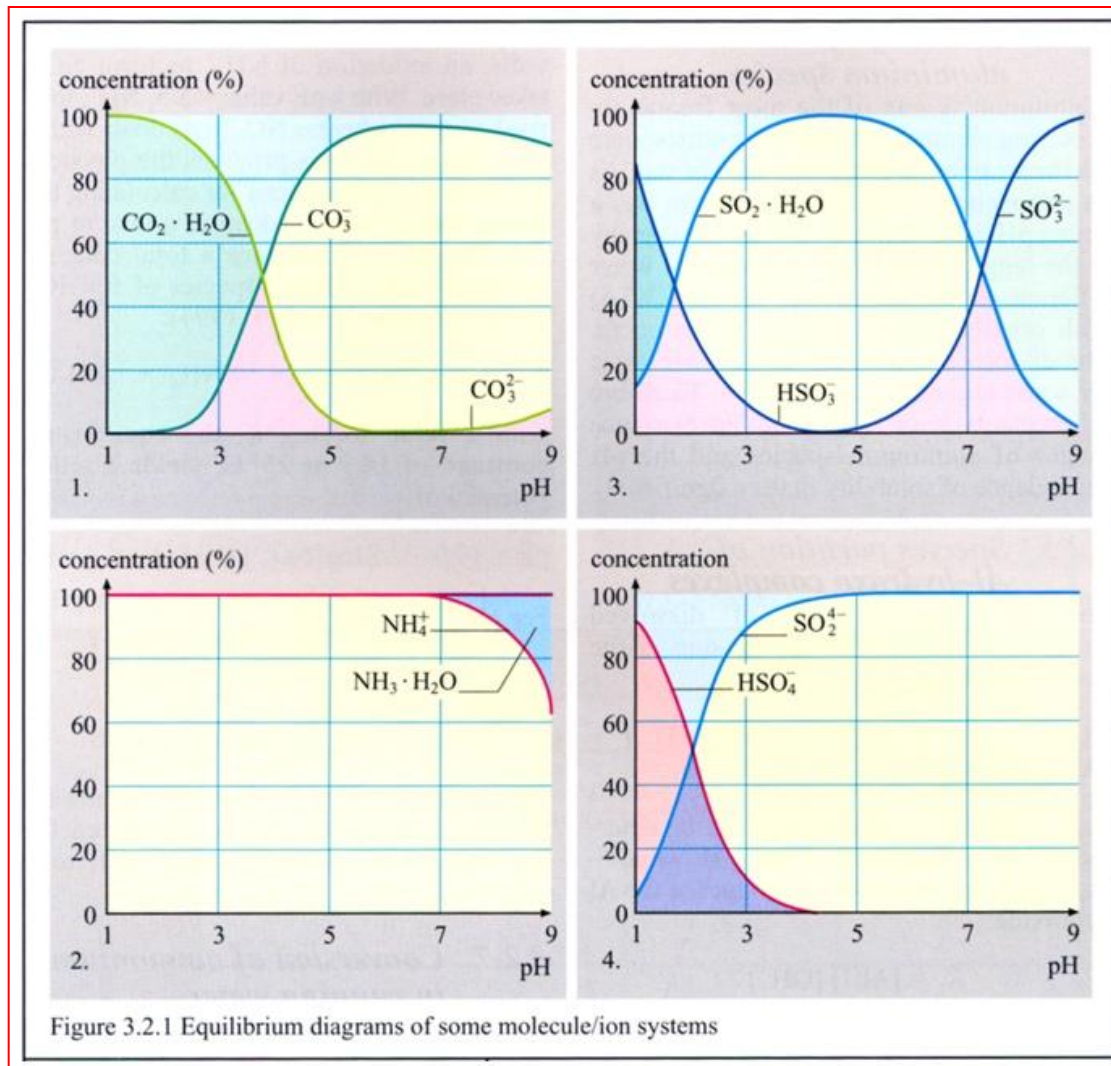 concentration (%)
100
80
60
40
20
0
CO₂ · H₂O
CO₃⁻
CO₃²⁻
1 3 5 7 9
1.
pH
concentration (%)
100
80
60
40
20
0
SO₂ · H₂O
SO₃²⁻
HSO₃⁻
1 3 5 7 9
3.
pH
concentration (%)
100
80
60
40
20
0
NH₄⁺
NH₃ · H₂O
1 3 5 7 9
2.
pH
concentration
100
80
60
40
20
0
SO₂⁴⁻
HSO₄⁻
1 3 5 7 9
4.
pH
Figure 3.2.1 Equilibrium diagrams of some molecule/ion systems